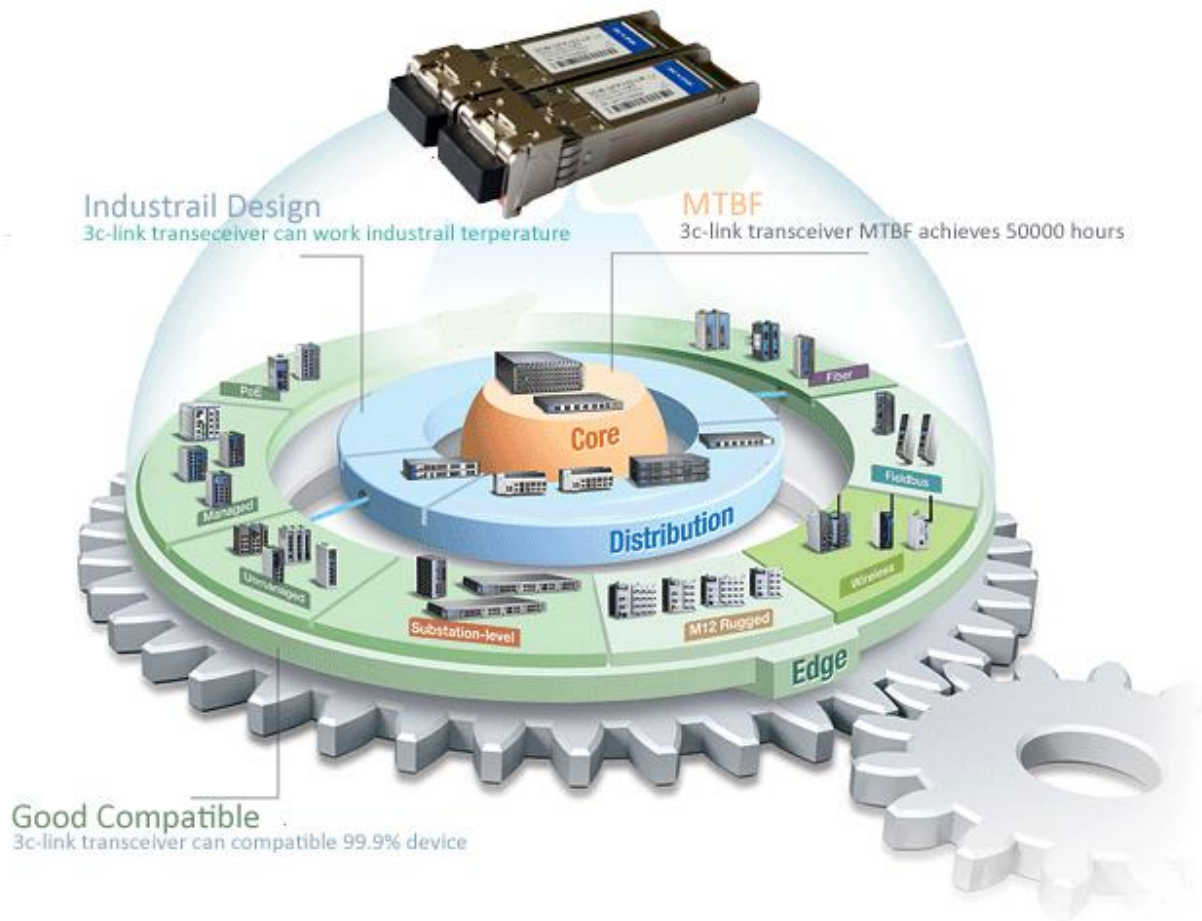 Industrail Design
3c-link transeceiver can work industrail terperature
MTBF
3c-link transceiver MTBF achieves 50000 hours
PoE
Fiber
Core
Fieldbus
Managed
Distribution
Unmanaged
Wireless
Substation-level
M12 Rugged
Edge
Good Compatible
3c-link transceiver can compatible 99.9% device